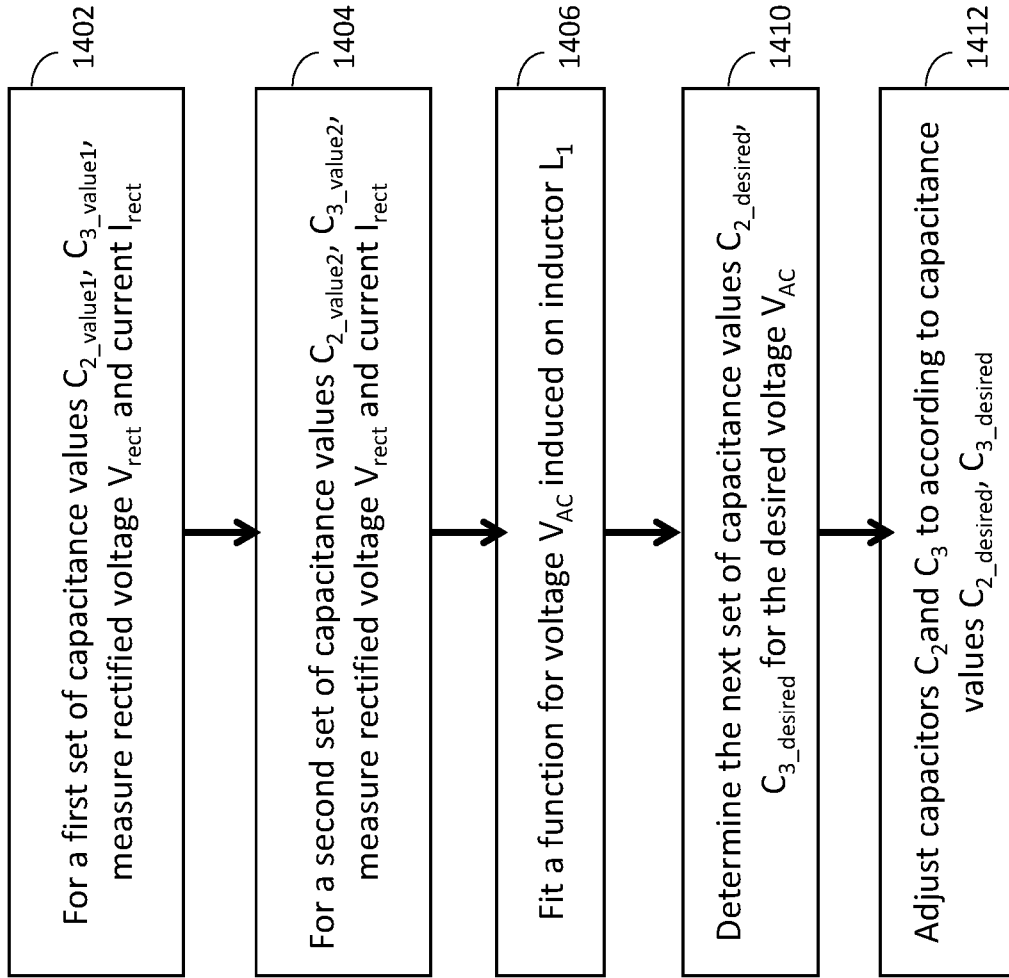 1402
For a first set of capacitance values C2_value1, C3_value1,
measure rectified voltage Vrect and current Irect
1404
For a second set of capacitance values C2_value2, C3_value2,
measure rectified voltage Vrect and current Irect
1406
Fit a function for voltage VAC induced on inductor L1
1410
Determine the next set of capacitance values C2_desired,
C3_desired for the desired voltage VAC
1412
Adjust capacitors C2 and C3 to according to capacitance
values C2_desired, C3_desired